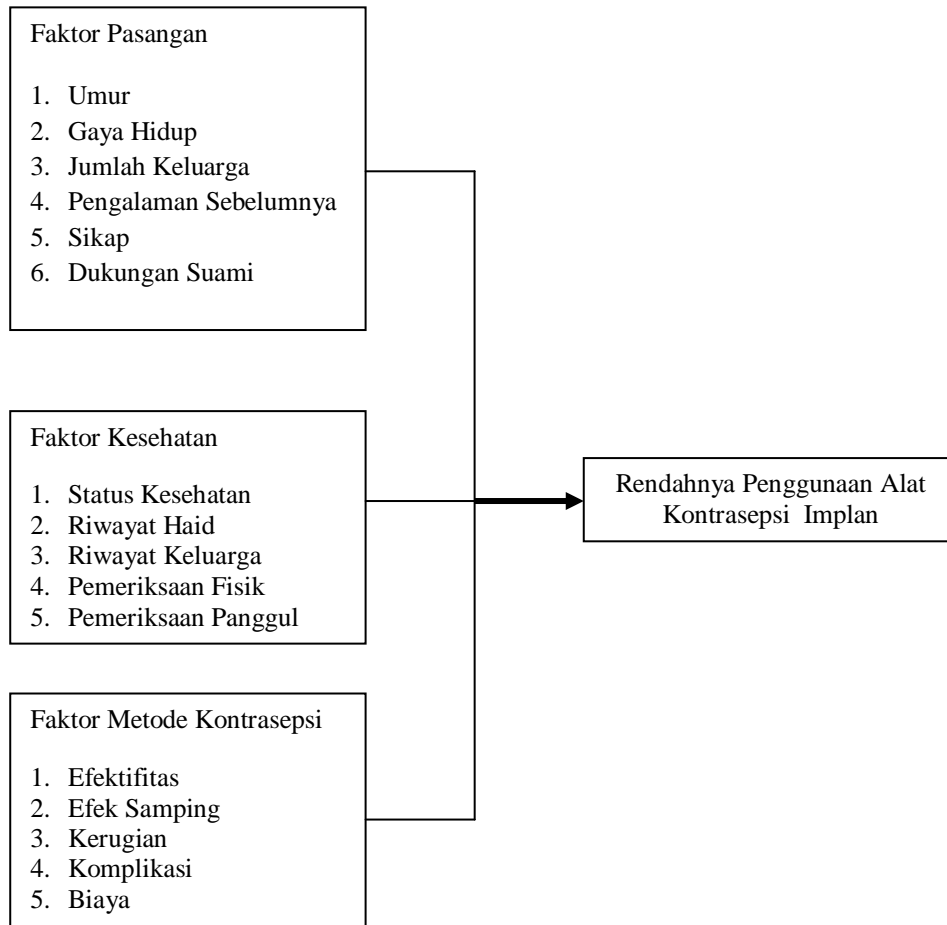 Faktor Pasangan
1. Umur
2. Gaya Hidup
3. Jumlah Keluarga
4. Pengalaman Sebelumnya
5. Sikap
6. Dukungan Suami
Faktor Kesehatan
1. Status Kesehatan
2. Riwayat Haid
3. Riwayat Keluarga
4. Pemeriksaan Fisik
5. Pemeriksaan Panggul
Faktor Metode Kontrasepsi
1. Efektifitas
2. Efek Samping
3. Kerugian
4. Komplikasi
5. Biaya
Rendahnya Penggunaan Alat
Kontrasepsi Implan